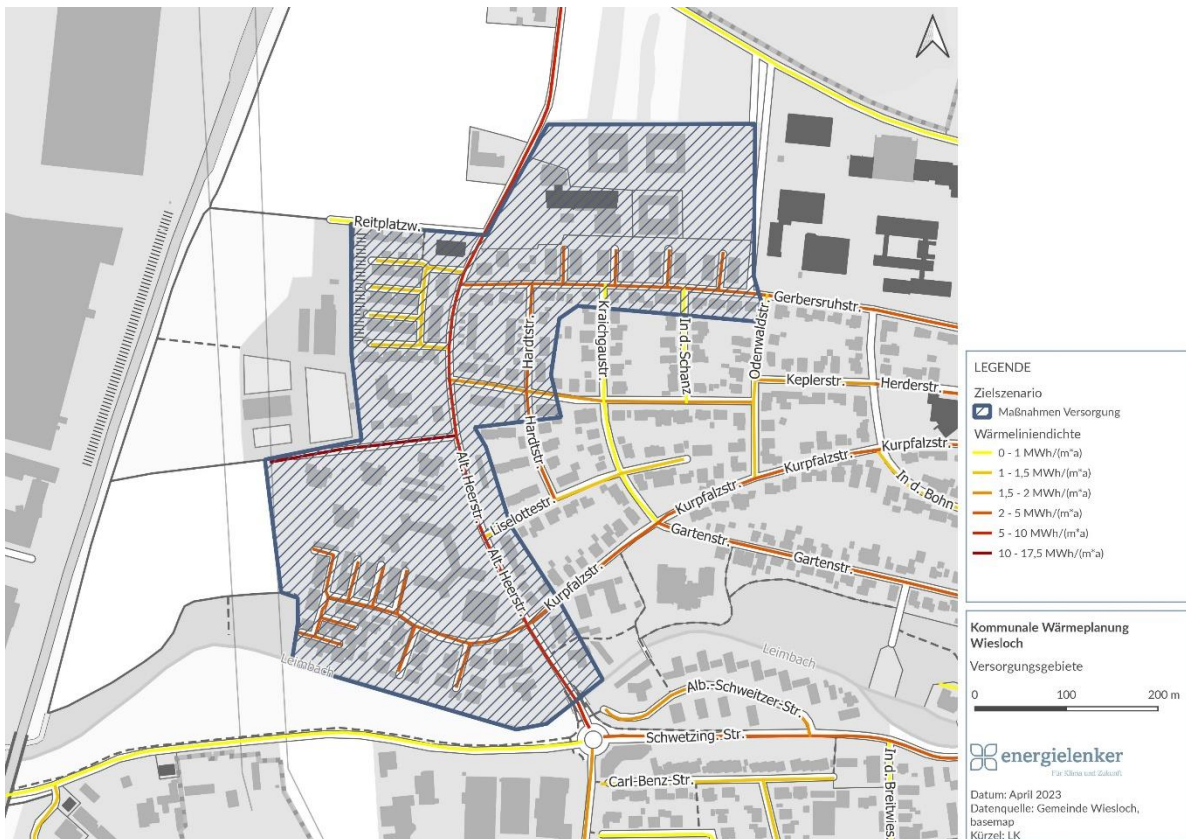 Reitplatzw.
Gerbersruhstr.
Hardtstr.
Kraichgaustr.
In d. Schanz
Odenwaldstr.
Keplerstr.
Herderstr.
Hardtstr.
Kurpfalzstr.
Kurpfalzstr.
In d. Bohn
Alt.-Heerstr.
Liselottestr.
Kurpfalzstr.
Gartenstr.
Gartenstr.
Alt.-Heerstr.
Kurpfalzstr.
Leimbach
Leimbach
Alb.-Schweitzer-Str.
Schwetzing. Str.
Carl-Benz-Str.
In d. Breitwies.
LEGENDE
Zielszenario
Maßnahmen Versorgung
Wärmeliniendichte
0 - 1 MWh/(m*a)
1 - 1,5 MWh/(m*a)
1,5 - 2 MWh/(m*a)
2 - 5 MWh/(m*a)
5 - 10 MWh/(m*a)
10 - 17,5 MWh/(m*a)
Kommunale Wärmeplanung
Wiesloch
Versorgungsgebiete
0 100 200 m
energielenker
Für Klima und Zukunft
Datum: April 2023
Datenquelle: Gemeinde Wiesloch,
basemap
Kürzel: LK